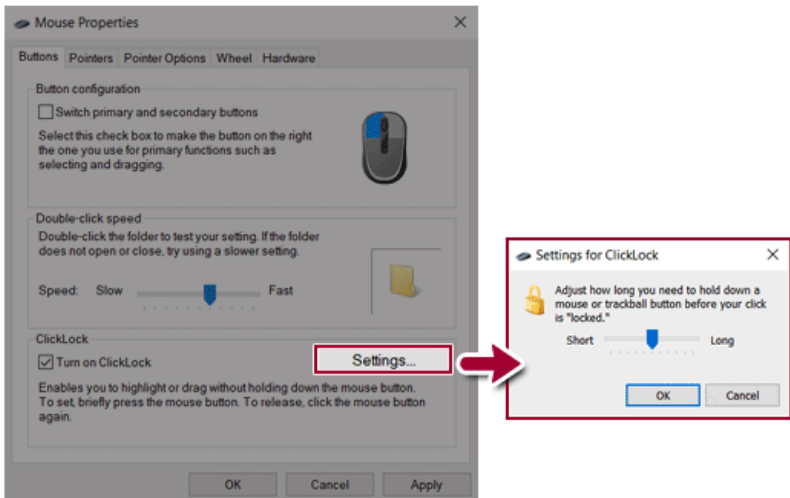 Mouse Properties
Buttons Pointers Pointer Options Wheel Hardware
Button configuration
Switch primary and secondary buttons
Select this check box to make the button on the right
the one you use for primary functions such as
selecting and dragging.
Double-click speed
Double-click the folder to test your setting. If the folder
does not open or close, try using a slower setting.
Speed: Slow Fast
ClickLock
Turn on ClickLock
Settings...
Enables you to highlight or drag without holding down the mouse button.
To set, briefly press the mouse button. To release, click the mouse button
again.
OK Cancel Apply
Settings for ClickLock
Adjust how long you need to hold down a
mouse or trackball button before your click
is "locked."
Short Long
OK Cancel